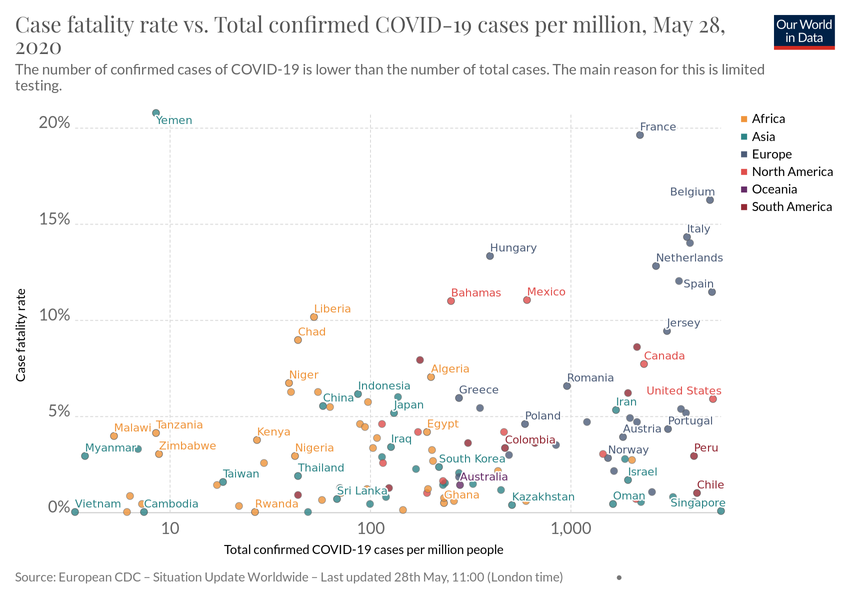 Case fatality rate vs. Total confirmed COVID-19 cases per million, May 28,
2020
Our World
in Data
The number of confirmed cases of COVID-19 is lower than the number of total cases. The main reason for this is limited
testing.
20%
15%
10%
5%
0%
Case fatality rate
Yemen
France
Belgium
Italy
Hungary
Netherlands
Spain
Bahamas
Mexico
Liberia
Jersey
Chad
Canada
Algeria
Niger
Indonesia
Romania
United States
China
Greece
Japan
Iran
Malawi
Tanzania
Egypt
Poland
Portugal
Kenya
Austria
Myanmar
Zimbabwe
Nigeria
Iraq
Colombia
Norway
Peru
Taiwan
Thailand
South Korea
Australia
Israel
Vietnam
Cambodia
Rwanda
Sri Lanka
Ghana
Kazakhstan
Oman
Chile
Singapore
10
100
1,000
Total confirmed COVID-19 cases per million people
Africa
Asia
Europe
North America
Oceania
South America
Source: European CDC – Situation Update Worldwide – Last updated 28th May, 11:00 (London time)